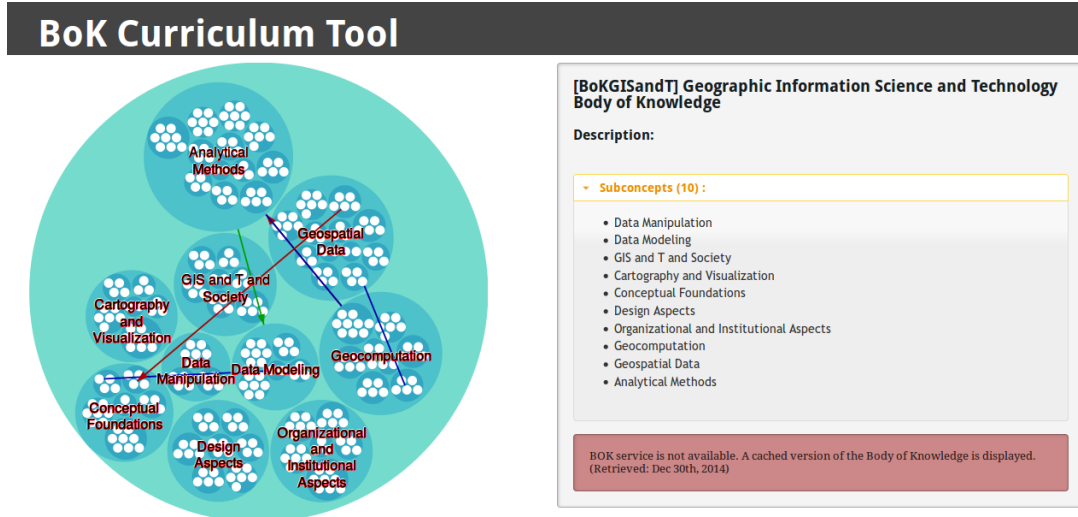 BoK Curriculum Tool
Analytical
Methods
Geospatial
Data
GIS and T and
Society
Cartography
and
Visualization
Geocomputation
Data
Manipulation
Data Modeling
Conceptual
Foundations
Design
Aspects
Organizational
and
Institutional
Aspects
[BoKGISandT] Geographic Information Science and Technology
Body of Knowledge
Description:
Subconcepts (10) :
Data Manipulation
Data Modeling
GIS and T and Society
Cartography and Visualization
Conceptual Foundations
Design Aspects
Organizational and Institutional Aspects
Geocomputation
Geospatial Data
Analytical Methods
BOK service is not available. A cached version of the Body of Knowledge is displayed.
(Retrieved: Dec 30th, 2014)